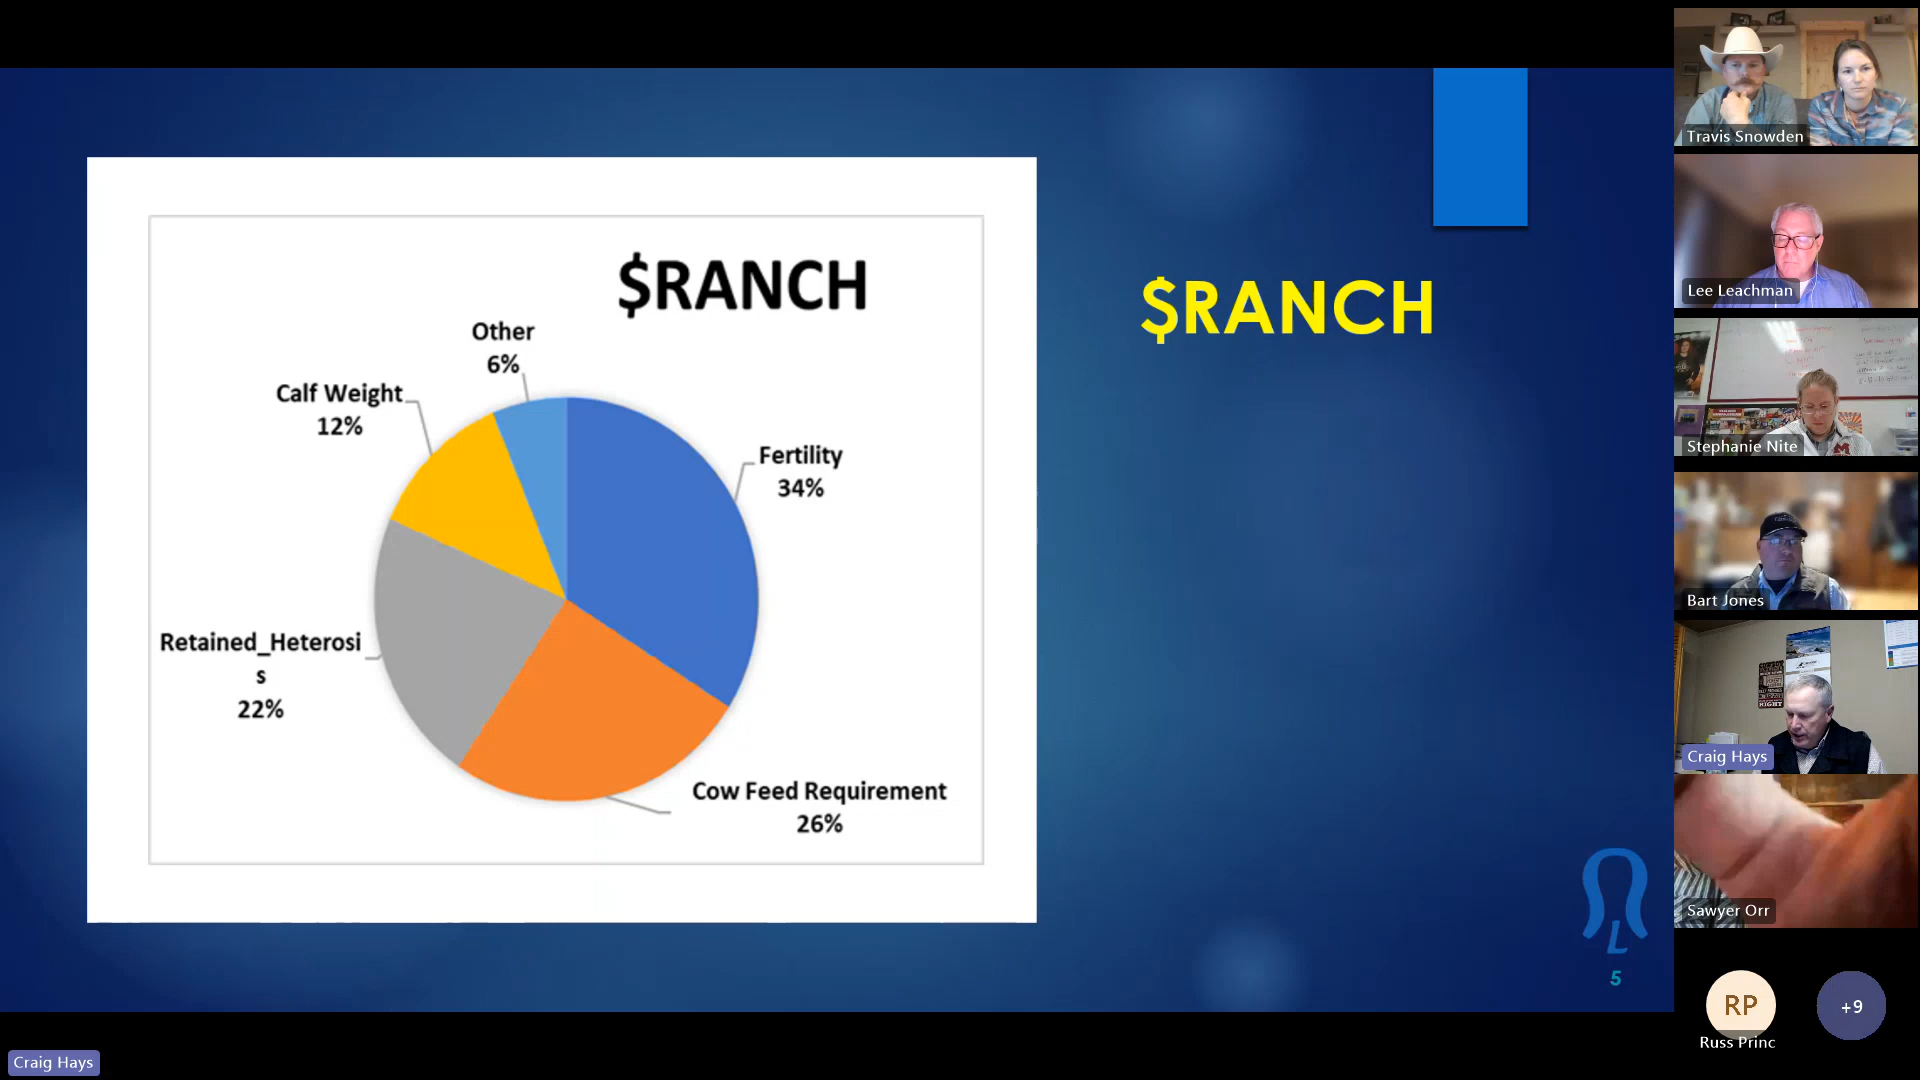 $RANCH
Other
6%
Calf Weight
12%
Fertility
34%
Retained_Heterosi
s
22%
Cow Feed Requirement
26%
$RANCH
L
5
Travis Snowden
Lee Leachman
Stephanie Nite
Bart Jones
Craig Hays
Sawyer Orr
RP
Russ Princ
+9
Craig Hays